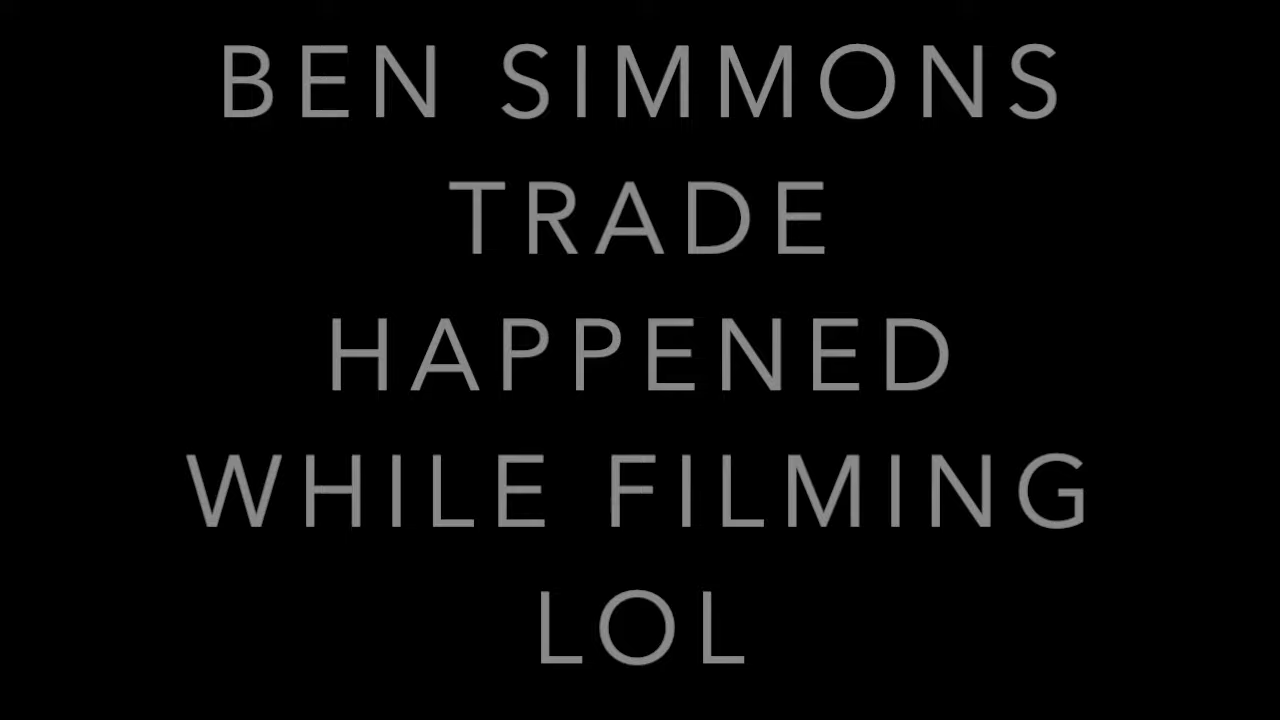 BEN SIMMONS
TRADE
HAPPENED
WHILE FILMING
LOL